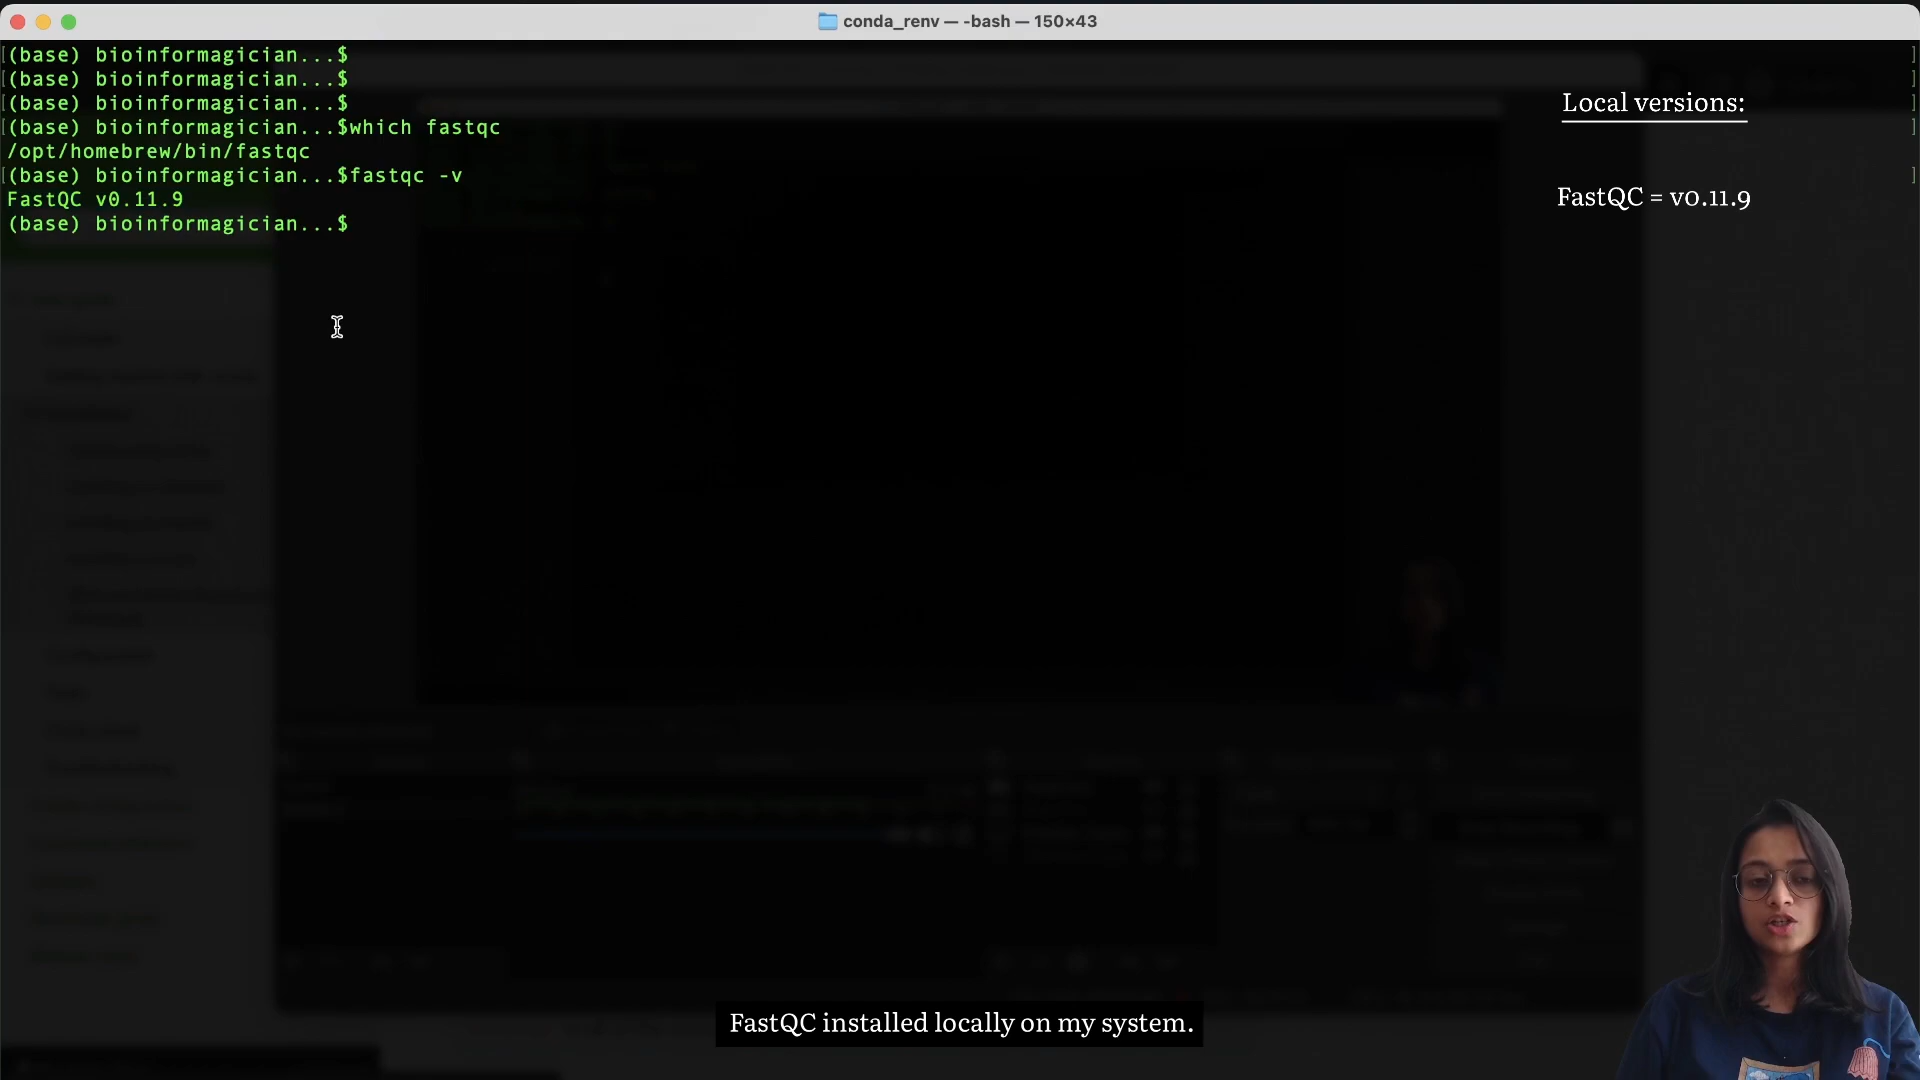 conda_renv — -bash — 150×43
(base) bioinformagician...$
(base) bioinformagician...$
(base) bioinformagician...$
(base) bioinformagician...$which fastqc
/opt/homebrew/bin/fastqc
(base) bioinformagician...$fastqc -v
FastQC v0.11.9
(base) bioinformagician...$
Local versions:
FastQC = v0.11.9
FastQC installed locally on my system.